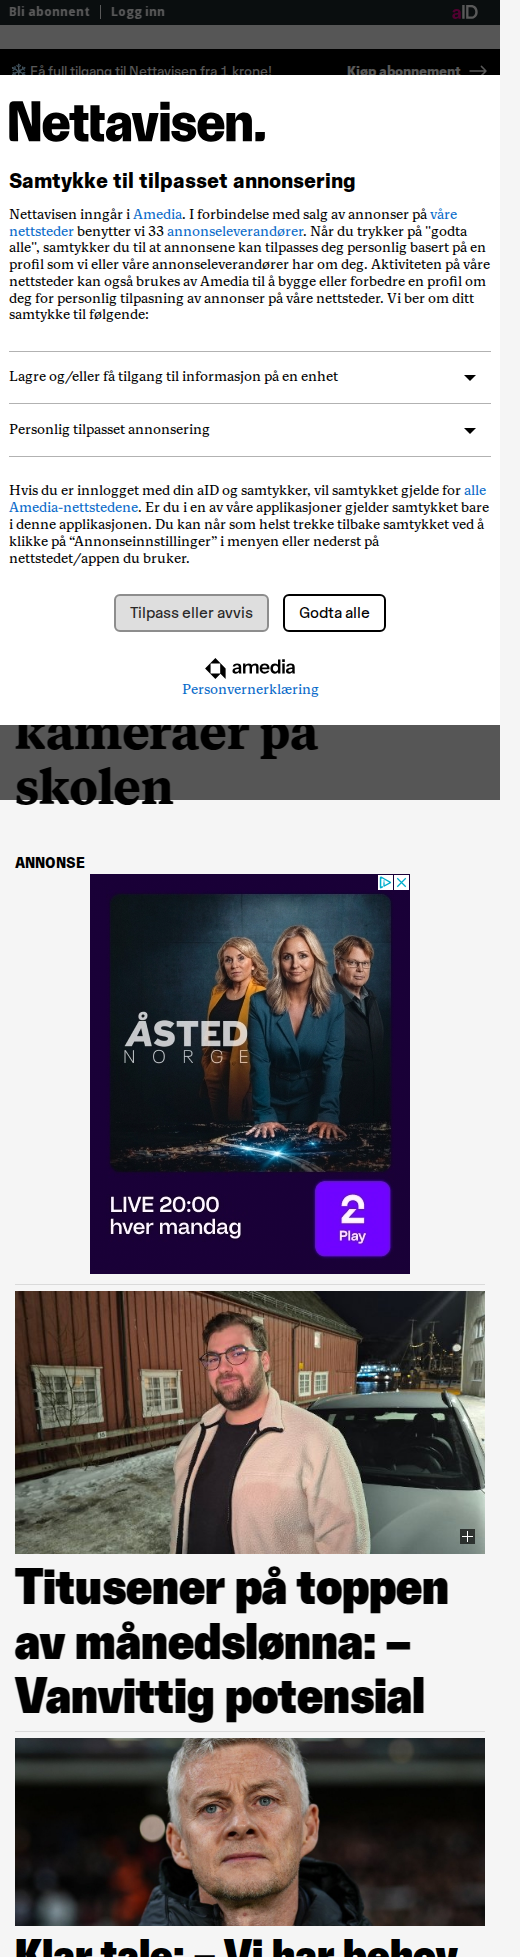 Bli abonnent | Logg inn
aID
Få full tilgang til Nettavisen fra 1 krone!
Kjøp abonnement →
Nettavisen.
Samtykke til tilpasset annonsering
Nettavisen inngår i Amedia. I forbindelse med salg av annonser på våre
nettsteder benytter vi 33 annonseleverandører. Når du trykker på "godta
alle", samtykker du til at annonsene kan tilpasses deg personlig basert på en
profil som vi eller våre annonseleverandører har om deg. Aktiviteten på våre
nettsteder kan også brukes av Amedia til å bygge eller forbedre en profil om
deg for personlig tilpasning av annonser på våre nettsteder. Vi ber om ditt
samtykke til følgende:
Lagre og/eller få tilgang til informasjon på en enhet
Personlig tilpasset annonsering
Hvis du er innlogget med din aID og samtykker, vil samtykket gjelde for alle
Amedia-nettstedene. Er du i en av våre applikasjoner gjelder samtykket bare
i denne applikasjonen. Du kan når som helst trekke tilbake samtykket ved å
klikke på “Annonseinnstillinger” i menyen eller nederst på
nettstedet/appen du bruker.
Tilpass eller avvis
Godta alle
amedia
Personvernerklæring
kameraer på
skolen
ANNONSE
ÅSTED
NORGE
LIVE 20:00
hver mandag
2
Play
Titusener på toppen
av månedslønna: –
Vanvittig potensial
Klar tale: – Vi har behov